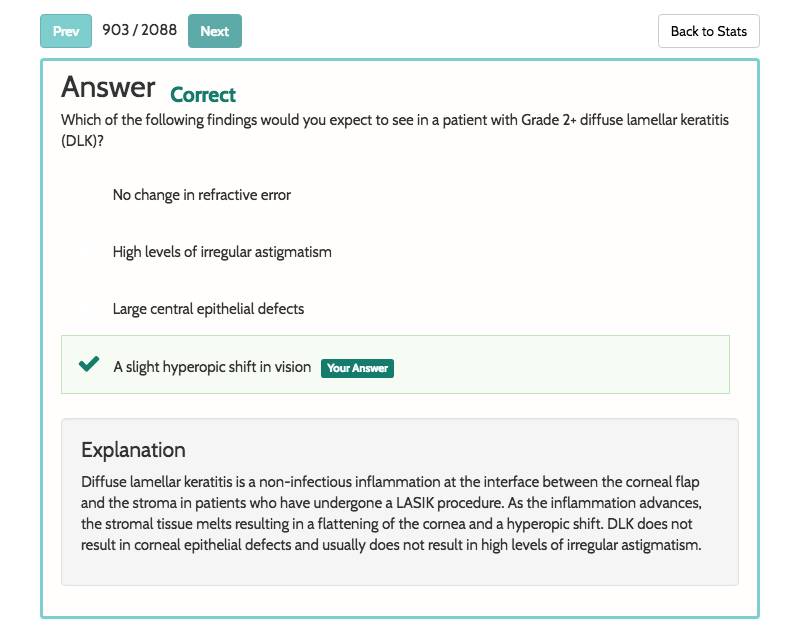 Prev 903 / 2088 Next Back to Stats
Answer Correct
Which of the following findings would you expect to see in a patient with Grade 2+ diffuse lamellar keratitis
(DLK)?
No change in refractive error
High levels of irregular astigmatism
Large central epithelial defects
A slight hyperopic shift in vision Your Answer
Explanation
Diffuse lamellar keratitis is a non-infectious inflammation at the interface between the corneal flap
and the stroma in patients who have undergone a LASIK procedure. As the inflammation advances,
the stromal tissue melts resulting in a flattening of the cornea and a hyperopic shift. DLK does not
result in corneal epithelial defects and usually does not result in high levels of irregular astigmatism.